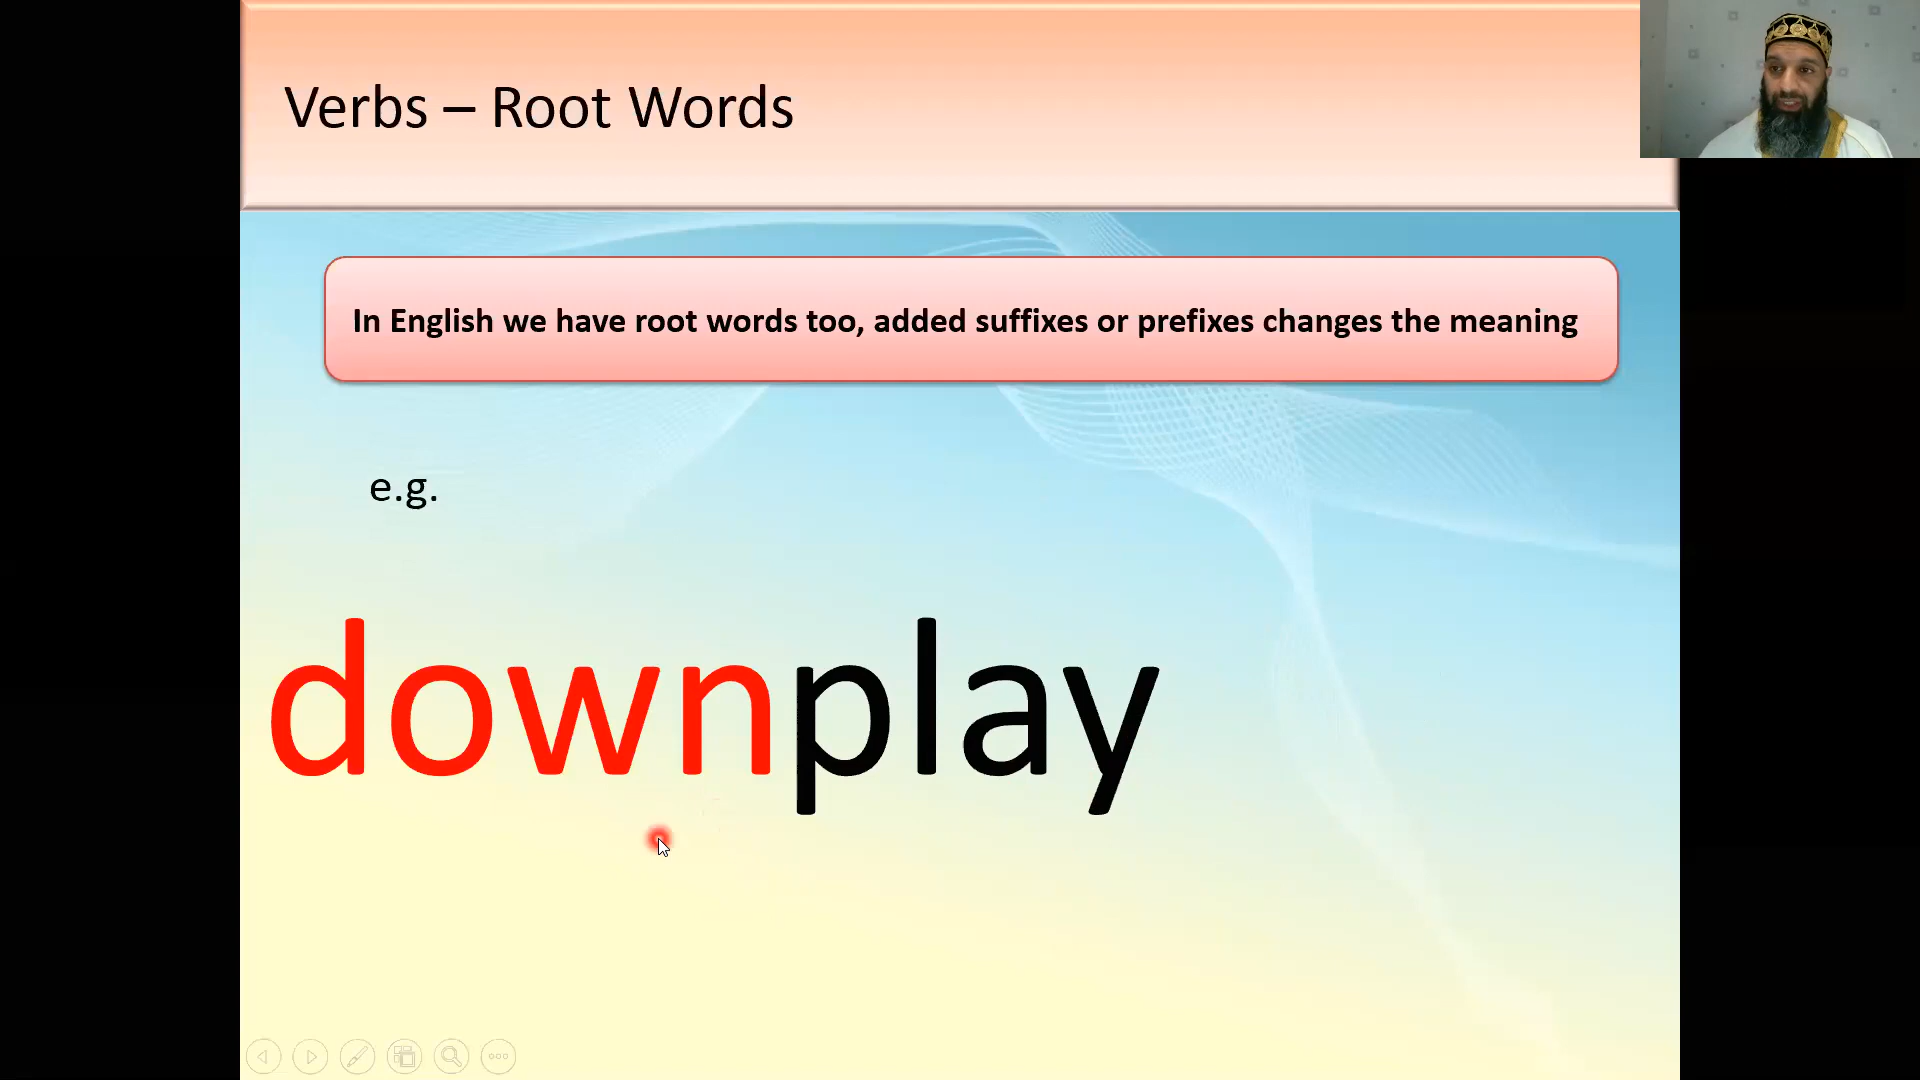 Verbs – Root Words
In English we have root words too, added suffixes or prefixes changes the meaning
e.g.
downplay